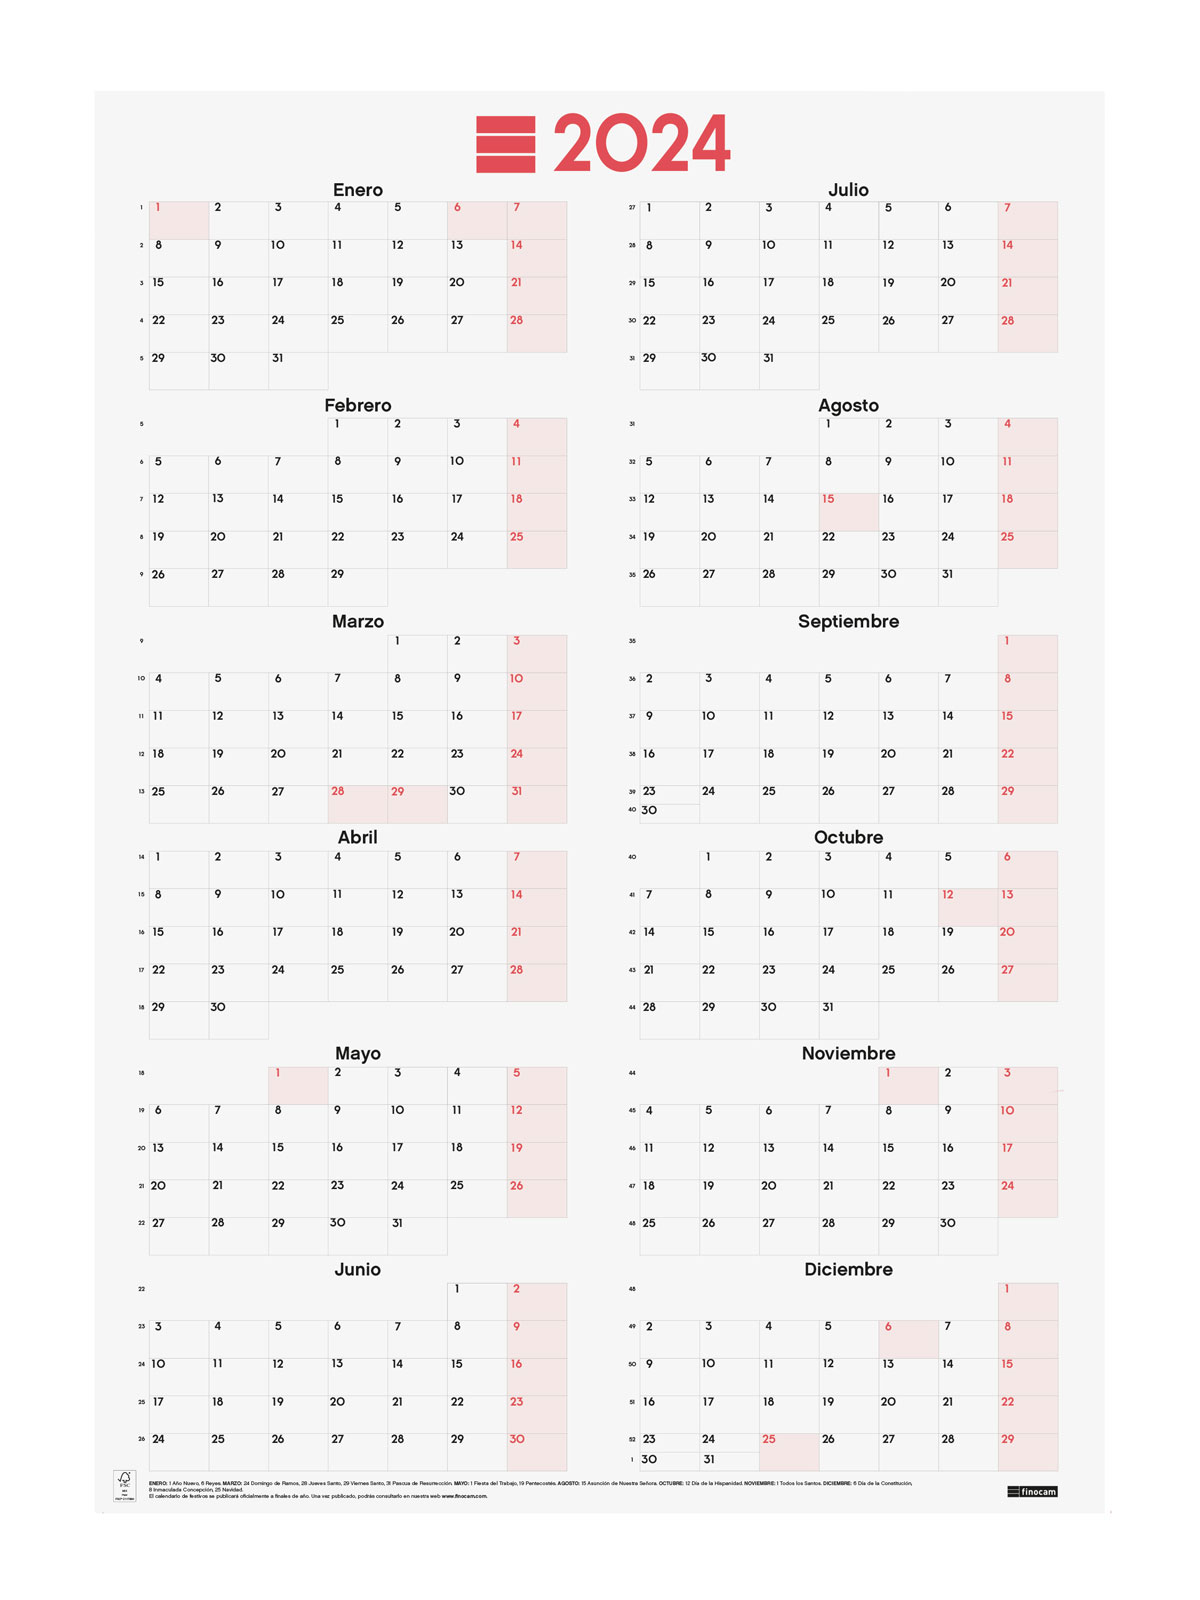 2024
Enero
1 1 2 3 4 5 6 7
2 8 9 10 11 12 13 14
3 15 16 17 18 19 20 21
4 22 23 24 25 26 27 28
5 29 30 31
Febrero
5 1 2 3 4
6 5 6 7 8 9 10 11
7 12 13 14 15 16 17 18
8 19 20 21 22 23 24 25
9 26 27 28 29
Marzo
9 1 2 3
10 4 5 6 7 8 9 10
11 11 12 13 14 15 16 17
12 18 19 20 21 22 23 24
13 25 26 27 28 29 30 31
Abril
14 1 2 3 4 5 6 7
15 8 9 10 11 12 13 14
16 15 16 17 18 19 20 21
17 22 23 24 25 26 27 28
18 29 30
Mayo
18 1 2 3 4 5
19 6 7 8 9 10 11 12
20 13 14 15 16 17 18 19
21 20 21 22 23 24 25 26
22 27 28 29 30 31
Junio
22 1 2
23 3 4 5 6 7 8 9
24 10 11 12 13 14 15 16
25 17 18 19 20 21 22 23
26 24 25 26 27 28 29 30
Julio
27 1 2 3 4 5 6 7
28 8 9 10 11 12 13 14
29 15 16 17 18 19 20 21
30 22 23 24 25 26 27 28
31 29 30 31
Agosto
31 1 2 3 4
32 5 6 7 8 9 10 11
33 12 13 14 15 16 17 18
34 19 20 21 22 23 24 25
35 26 27 28 29 30 31
Septiembre
35 1
36 2 3 4 5 6 7 8
37 9 10 11 12 13 14 15
38 16 17 18 19 20 21 22
39 23 24 25 26 27 28 29
40 30
Octubre
40 1 2 3 4 5 6
41 7 8 9 10 11 12 13
42 14 15 16 17 18 19 20
43 21 22 23 24 25 26 27
44 28 29 30 31
Noviembre
44 1 2 3
45 4 5 6 7 8 9 10
46 11 12 13 14 15 16 17
47 18 19 20 21 22 23 24
48 25 26 27 28 29 30
Diciembre
48 1
49 2 3 4 5 6 7 8
50 9 10 11 12 13 14 15
51 16 17 18 19 20 21 22
52 23 24 25 26 27 28 29
1 30 31
FSC
ENERO: 1 Año Nuevo, 6 Reyes. MARZO: 24 Domingo de Ramos, 28 Jueves Santo, 29 Viernes Santo, 31 Pascua de Resurrección. MAYO: 1 Fiesta del Trabajo, 19 Pentecostés. AGOSTO: 15 Asunción de Nuestra Señora. OCTUBRE: 12 Día de la Hispanidad. NOVIEMBRE: 1 Todos los Santos. DICIEMBRE: 6 Día de la Constitución,
8 Inmaculada Concepción, 25 Navidad.
El calendario de festivos se publicará oficialmente a finales de año. Una vez publicado, podrás consultarlo en nuestra web www.finocam.com.
finocam